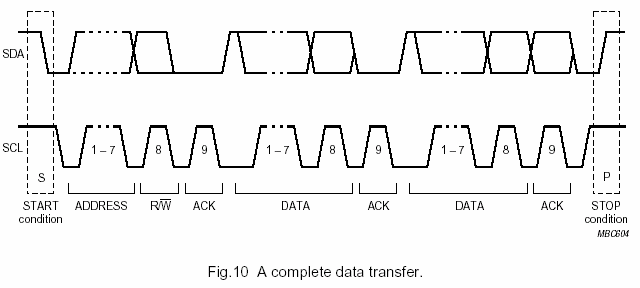 SDA
SCL
1 – 7 8 9 1 – 7 8 9 1 – 7 8 9
S P
START condition ADDRESS R/W̅ ACK DATA ACK DATA ACK STOP condition
MBC604
Fig.10 A complete data transfer.